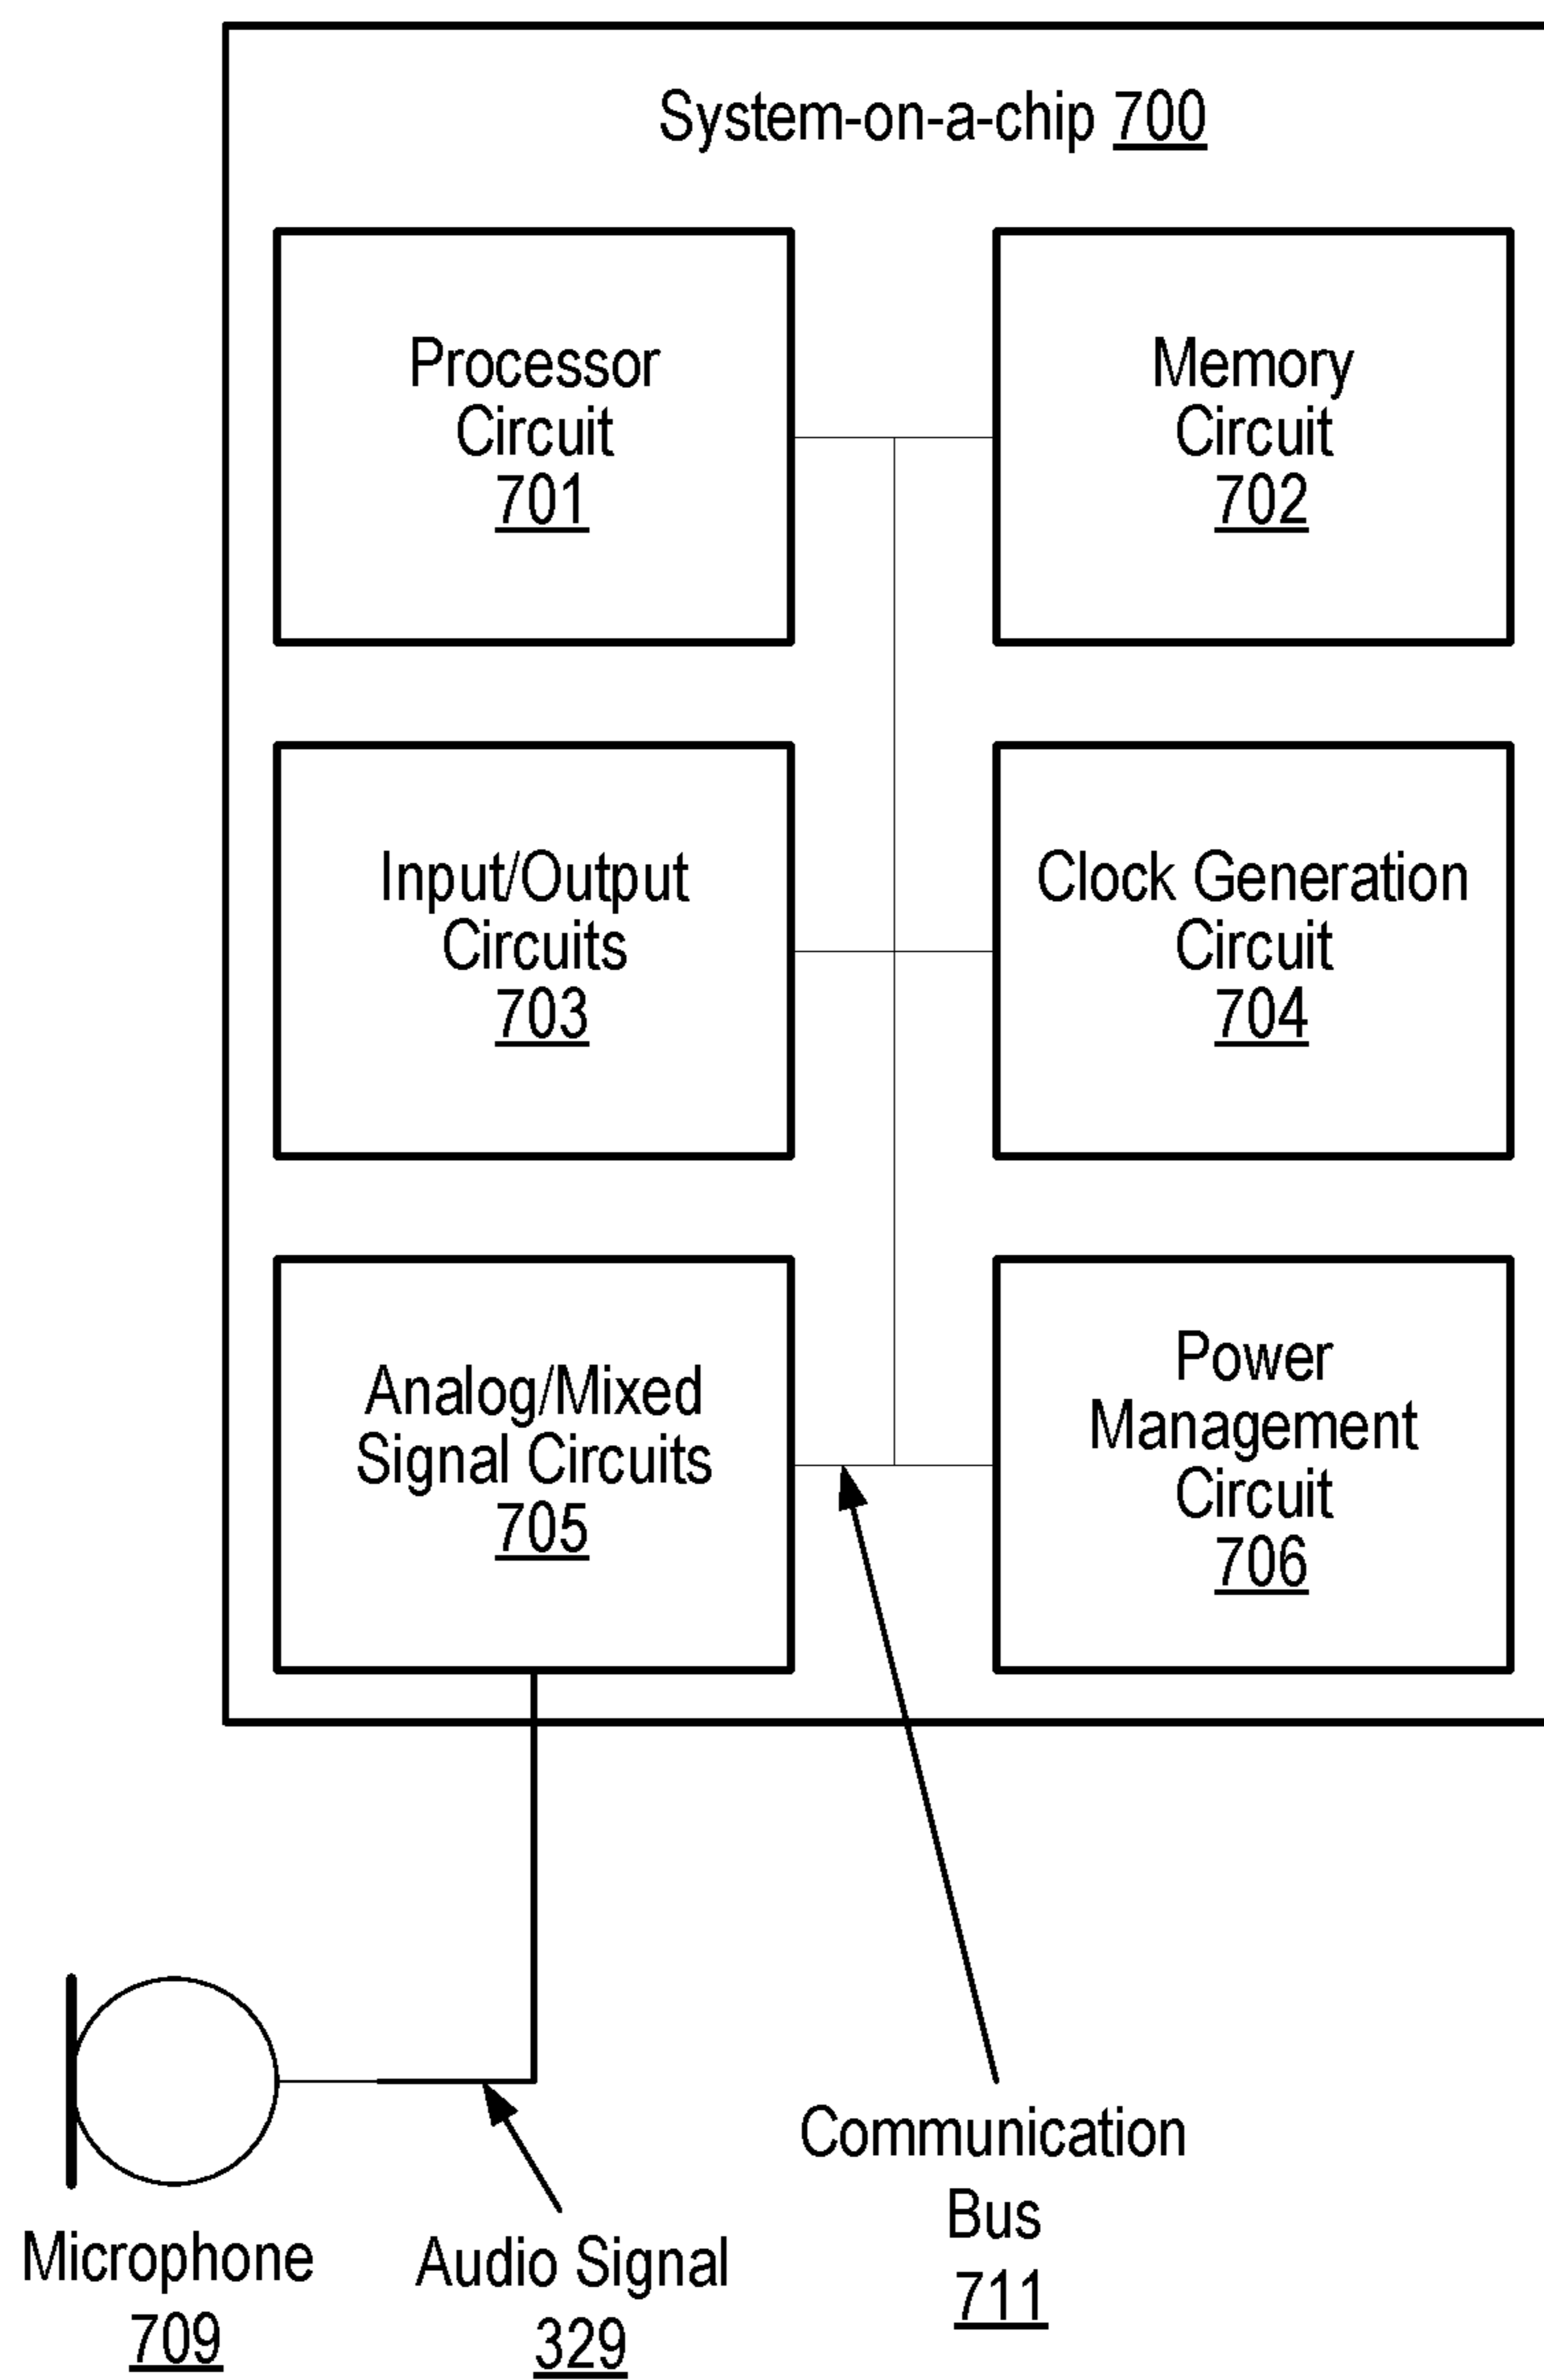 System-on-a-chip 700
Processor
Circuit
701
Memory
Circuit
702
Input/Output
Circuits
703
Clock Generation
Circuit
704
Analog/Mixed
Signal Circuits
705
Power
Management
Circuit
706
Microphone
709
Audio Signal
329
Communication
Bus
711